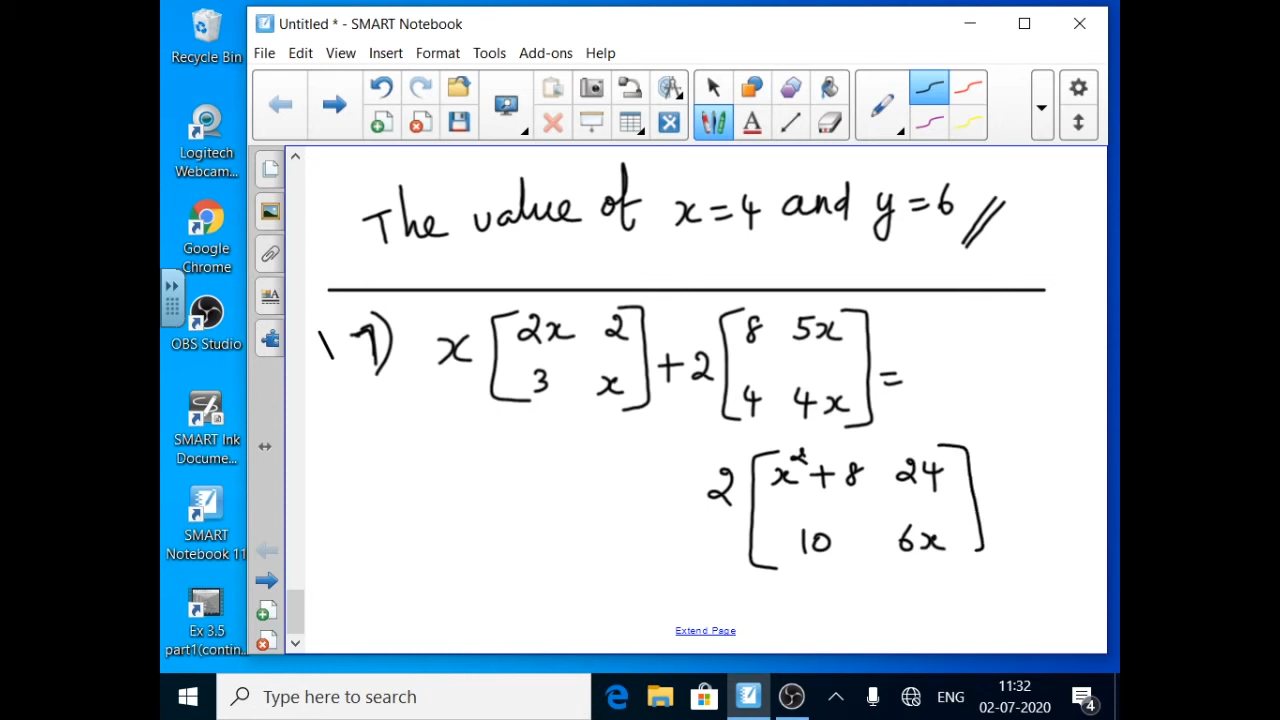 Untitled * - SMART Notebook
File Edit View Insert Format Tools Add-ons Help
Recycle Bin
Logitech Webcam...
Google Chrome
OBS Studio
SMART Ink Docume...
SMART Notebook 11
Ex 3.5 part1(contin...
The value of x=4 and y=6 //
17) x [2x 2] + 2 [8 5x] =
[3 x] [4 4x]
2 [x²+8 24]
[10 6x]
Extend Page
Type here to search
ENG
11:32
02-07-2020
4